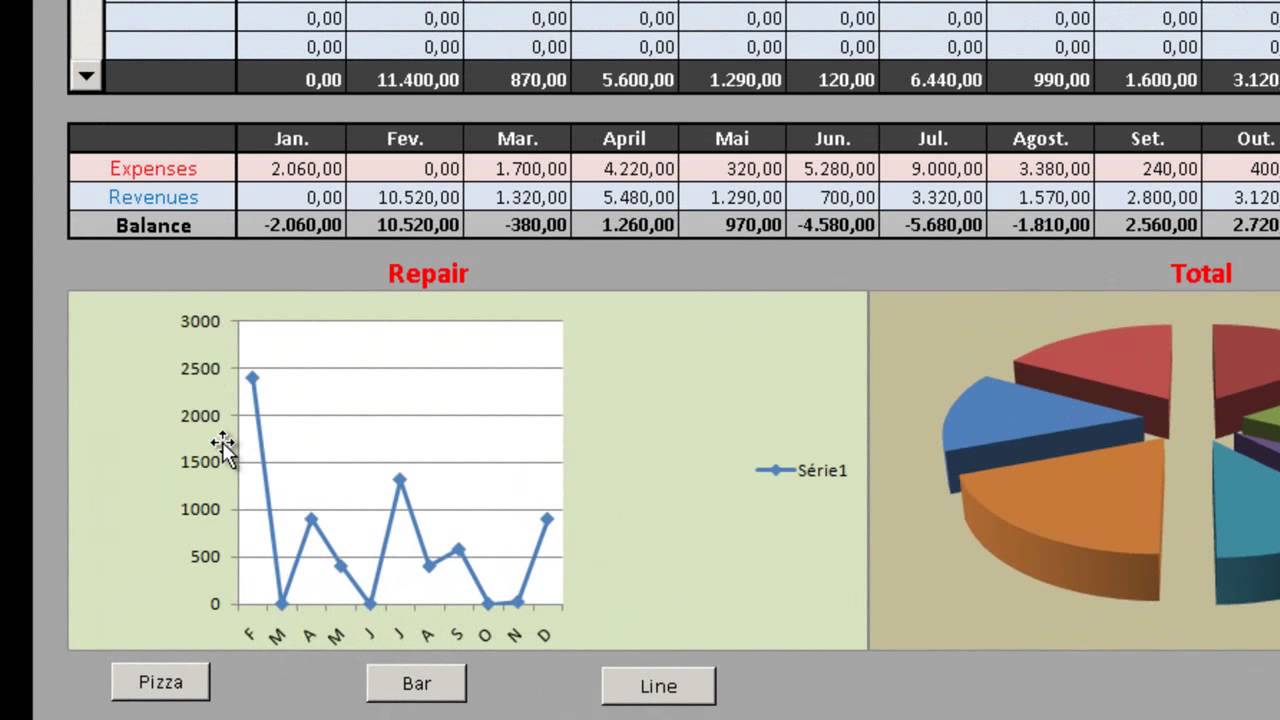 0,00 0,00 0,00 0,00 0,00 0,00 0,00 0,00 0,00
0,00 0,00 0,00 0,00 0,00 0,00 0,00 0,00 0,00
0,00 11.400,00 870,00 5.600,00 1.290,00 120,00 6.440,00 990,00 1.600,00 3.120
Jan. Fev. Mar. April Mai Jun. Jul. Agost. Set. Out.
Expenses 2.060,00 0,00 1.700,00 4.220,00 320,00 5.280,00 9.000,00 3.380,00 240,00 400
Revenues 0,00 10.520,00 1.320,00 5.480,00 1.290,00 700,00 3.320,00 1.570,00 2.800,00 3.120
Balance -2.060,00 10.520,00 -380,00 1.260,00 970,00 -4.580,00 -5.680,00 -1.810,00 2.560,00 2.720
Repair Total
3000
2500
2000
1500
Série1
1000
500
0
F M A M J J A S O N D
Pizza Bar Line